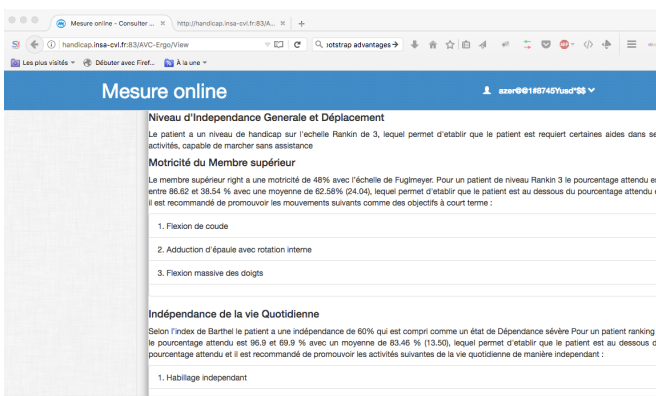 Mesure online - Consulter ... × http://handicap.insa-cvl.fr:83/A... × +
handicap.insa-cvl.fr:83/AVC-Ergo/View otstrap advantages
Les plus visités Débuter avec Firef... À la une
Mesure online azer@@1#8745Yusd*$$
Niveau d'Independance Generale et Déplacement
Le patient a un niveau de handicap sur l'echelle Rankin de 3, lequel permet d'etablir que le patient est requiert certaines aides dans se
activités, capable de marcher sans assistance
Motricité du Membre supérieur
Le membre supérieur right a une motricité de 48% avec l'échelle de Fuglmeyer. Pour un patient de niveau Rankin 3 le pourcentage attendu es
entre 86.62 et 38.54 % avec une moyenne de 62.58% (24.04), lequel permet d'etablir que le patient est au dessous du pourcentage attendu e
il est recommandé de promouvoir les mouvements suivants comme des objectifs à court terme :
1. Flexion de coude
2. Adduction d'épaule avec rotation interne
3. Flexion massive des doigts
Indépendance de la vie Quotidienne
Selon l'index de Barthel le patient a une indépendance de 60% qui est compri comme un état de Dépendance sévère Pour un patient ranking
le pourcentage attendu est 96.9 et 69.9 % avec un moyenne de 83.46 % (13.50), lequel permet d'etablir que le patient est au dessous d
pourcentage attendu et il est recommandé de promouvoir les activités suivantes de la vie quotidienne de manière independant :
1. Habillage independant